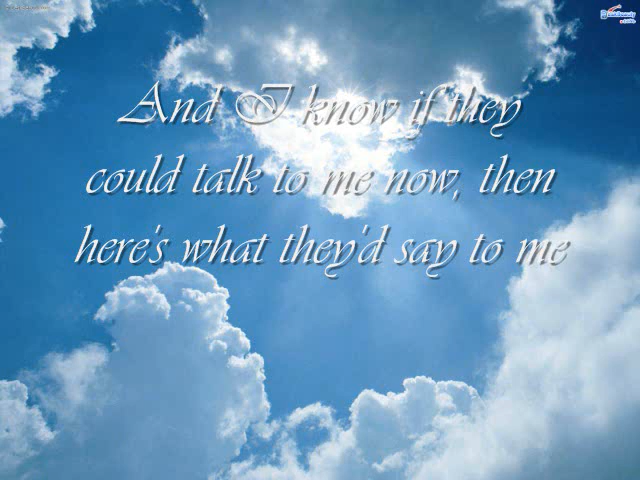 And I know if they
could talk to me now, then
here's what they'd say to me